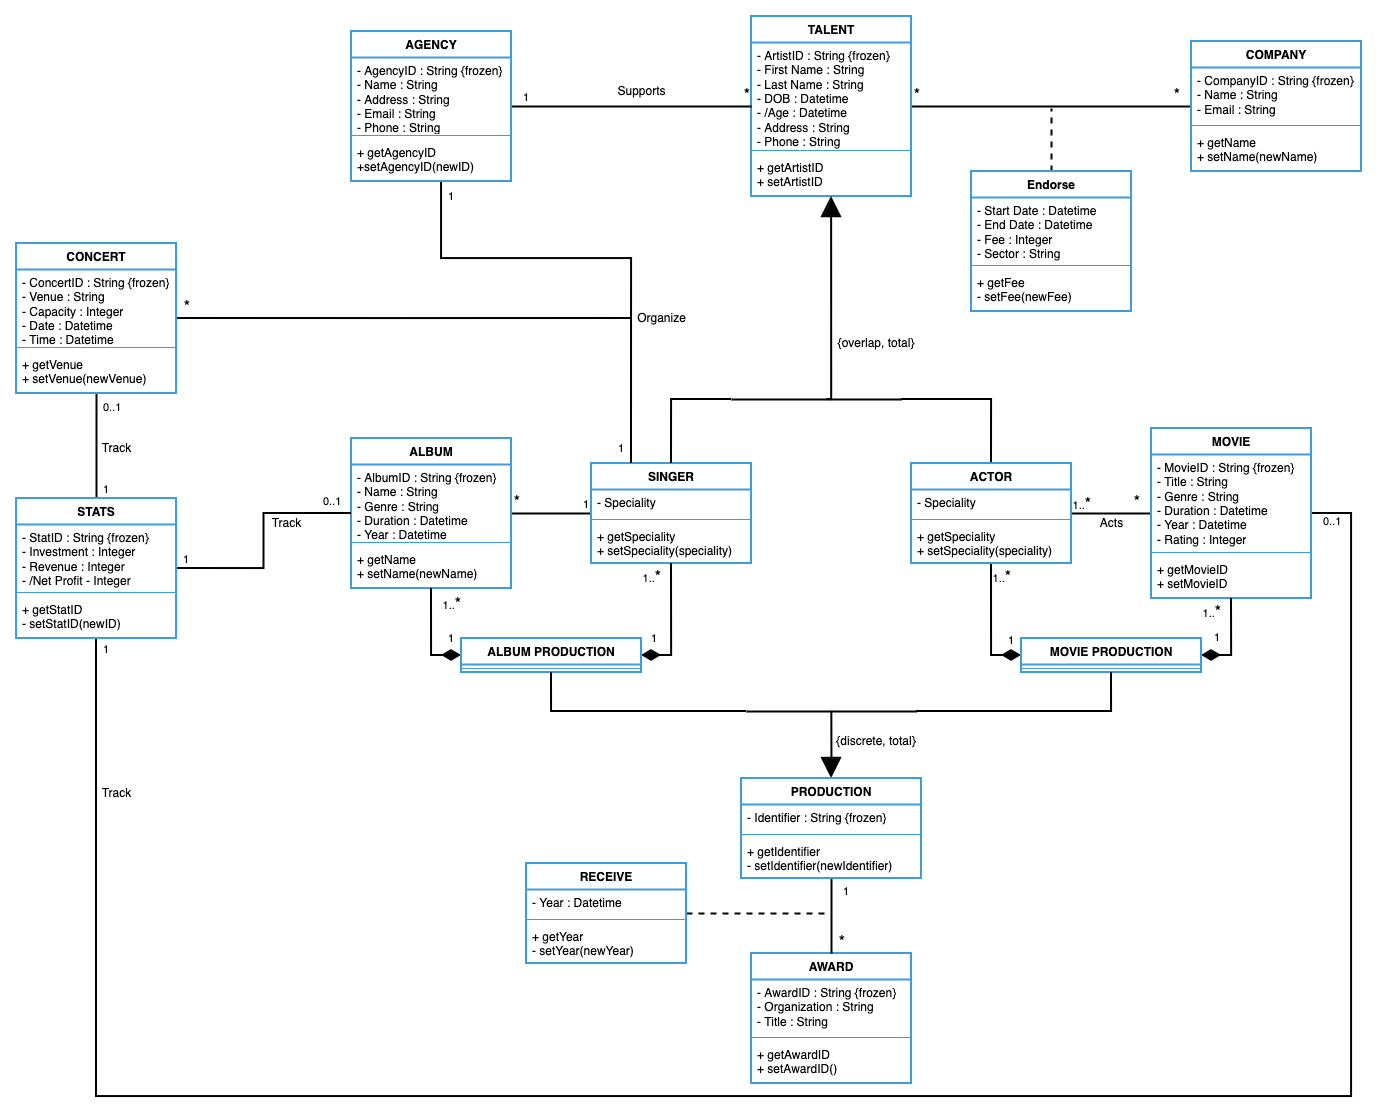 AGENCY
- AgencyID : String {frozen}
- Name : String
- Address : String
- Email : String
- Phone : String
+ getAgencyID
+setAgencyID(newID)
1
Supports
*
1
TALENT
- ArtistID : String {frozen}
- First Name : String
- Last Name : String
- DOB : Datetime
- /Age : Datetime
- Address : String
- Phone : String
+ getArtistID
+ setArtistID
*
*
COMPANY
- CompanyID : String {frozen}
- Name : String
- Email : String
+ getName
+ setName(newName)
Endorse
- Start Date : Datetime
- End Date : Datetime
- Fee : Integer
- Sector : String
+ getFee
- setFee(newFee)
CONCERT
- ConcertID : String {frozen}
- Venue : String
- Capacity : Integer
- Date : Datetime
- Time : Datetime
+ getVenue
+ setVenue(newVenue)
*
Organize
{overlap, total}
0..1
Track
1
1
STATS
- StatID : String {frozen}
- Investment : Integer
- Revenue : Integer
- /Net Profit - Integer
+ getStatID
- setStatID(newID)
1
Track
0..1
1
ALBUM
- AlbumID : String {frozen}
- Name : String
- Genre : String
- Duration : Datetime
- Year : Datetime
+ getName
+ setName(newName)
*
1
SINGER
- Speciality
+ getSpeciality
+ setSpeciality(speciality)
ACTOR
- Speciality
+ getSpeciality
+ setSpeciality(speciality)
1..*
*
Acts
MOVIE
- MovieID : String {frozen}
- Title : String
- Genre : String
- Duration : Datetime
- Year : Datetime
- Rating : Integer
+ getMovieID
+ setMovieID
0..1
1..*
1..*
1..*
1..*
1
1
1
1
ALBUM PRODUCTION
MOVIE PRODUCTION
{discrete, total}
Track
PRODUCTION
- Identifier : String {frozen}
+ getIdentifier
- setIdentifier(newIdentifier)
RECEIVE
- Year : Datetime
+ getYear
- setYear(newYear)
1
*
AWARD
- AwardID : String {frozen}
- Organization : String
- Title : String
+ getAwardID
+ setAwardID()